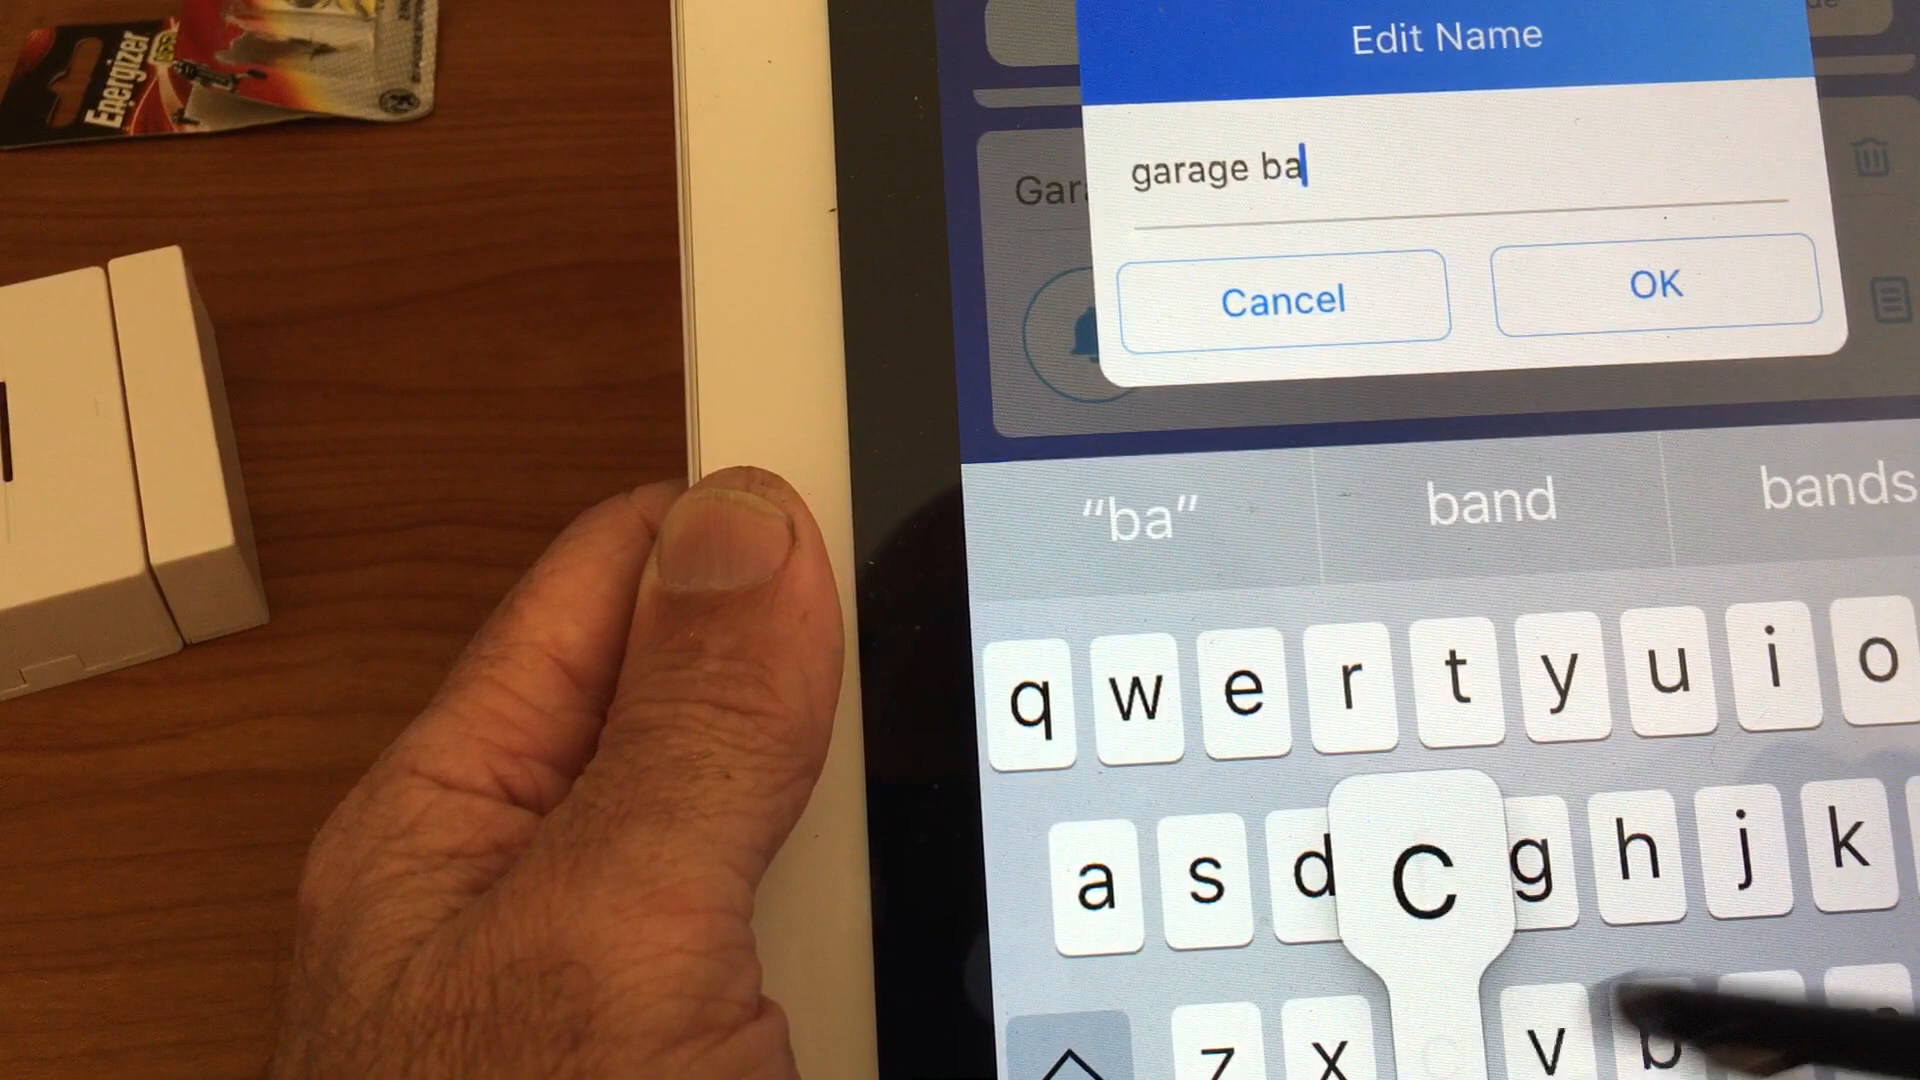 Energizer
Edit Name
garage ba
Gar
Cancel
OK
"ba"
band
bands
q w e r t y u i o
a s d C g h j k
z x v b